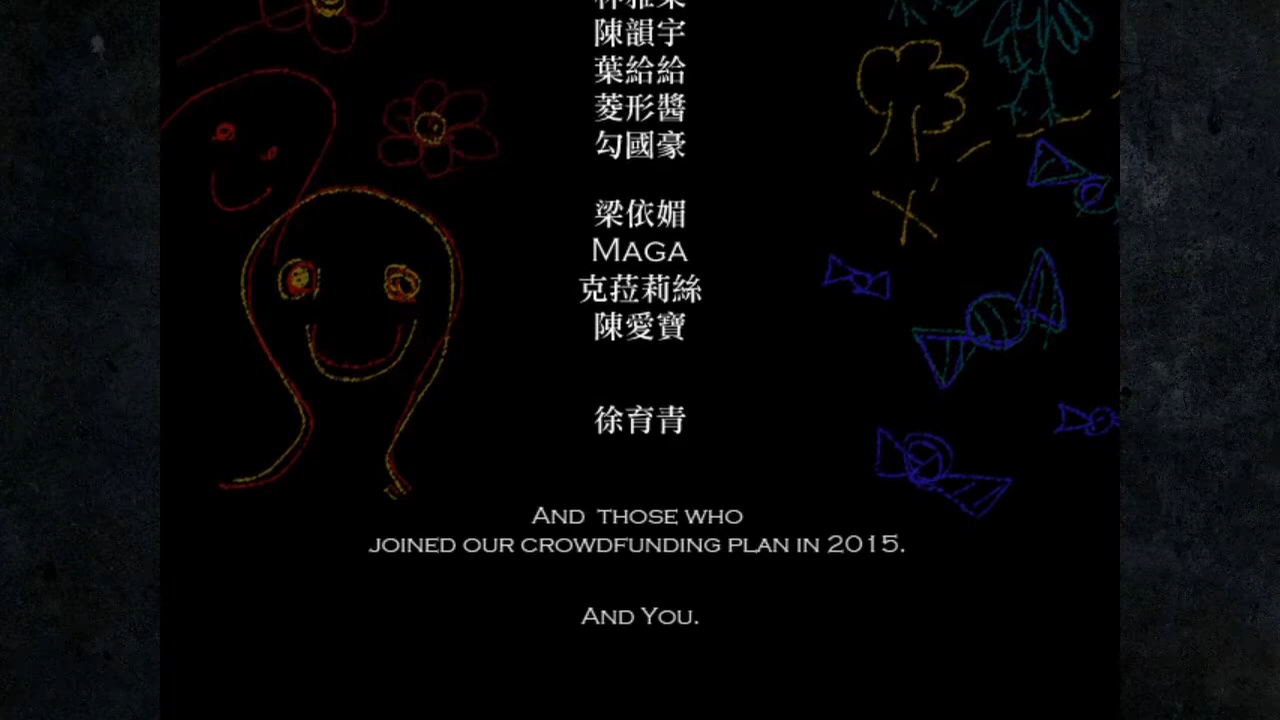 陳韻宇
葉給給
菱形醬
勾國豪
梁依媚
MAGA
克菈莉絲
陳愛寶
徐育青
AND THOSE WHO
JOINED OUR CROWDFUNDING PLAN IN 2015.
AND YOU.